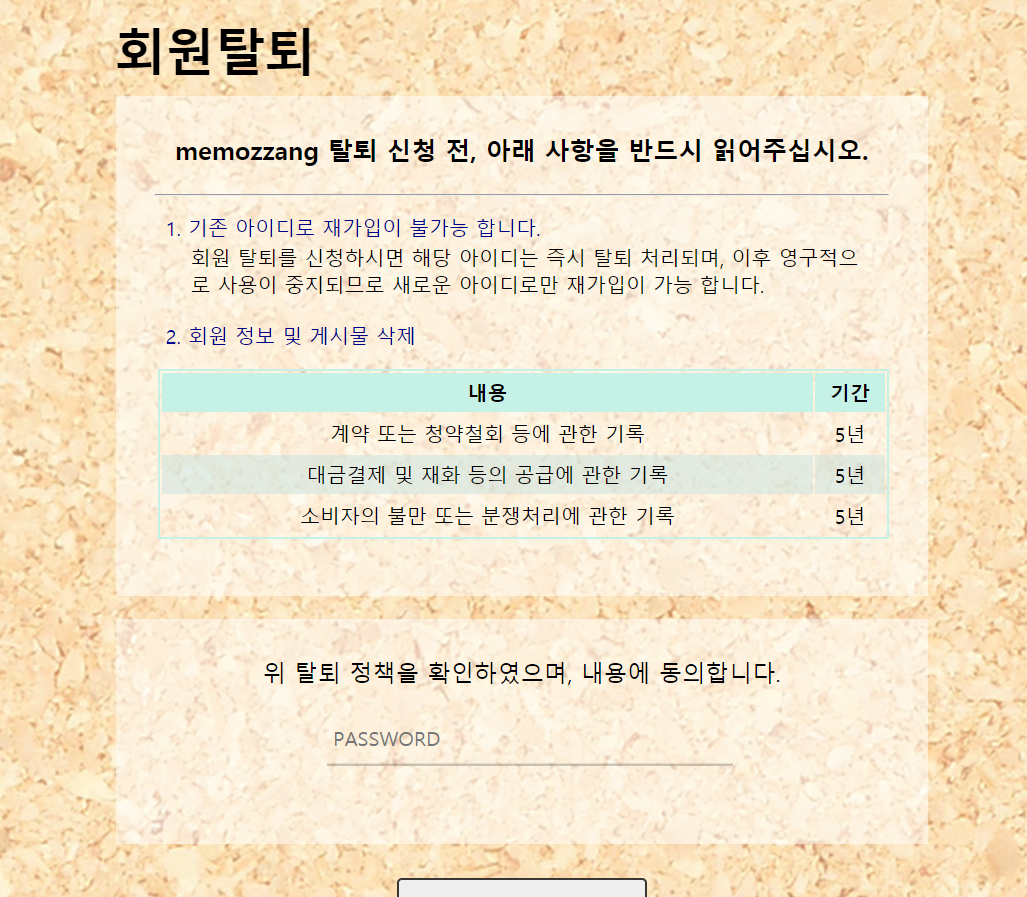 회원탈퇴
memozzang 탈퇴 신청 전, 아래 사항을 반드시 읽어주십시오.
1. 기존 아이디로 재가입이 불가능 합니다.
회원 탈퇴를 신청하시면 해당 아이디는 즉시 탈퇴 처리되며, 이후 영구적으
로 사용이 중지되므로 새로운 아이디로만 재가입이 가능 합니다.
2. 회원 정보 및 게시물 삭제
내용 기간
계약 또는 청약철회 등에 관한 기록 5년
대금결제 및 재화 등의 공급에 관한 기록 5년
소비자의 불만 또는 분쟁처리에 관한 기록 5년
위 탈퇴 정책을 확인하였으며, 내용에 동의합니다.
PASSWORD